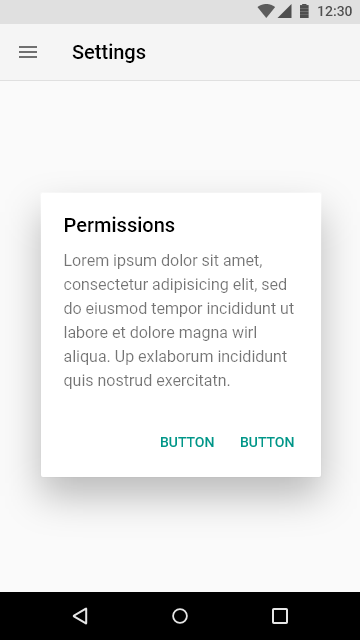 12:30
Settings
Permissions
Lorem ipsum dolor sit amet,
consectetur adipisicing elit, sed
do eiusmod tempor incididunt ut
labore et dolore magna wirl
aliqua. Up exlaborum incididunt
quis nostrud exercitatn.
BUTTON BUTTON